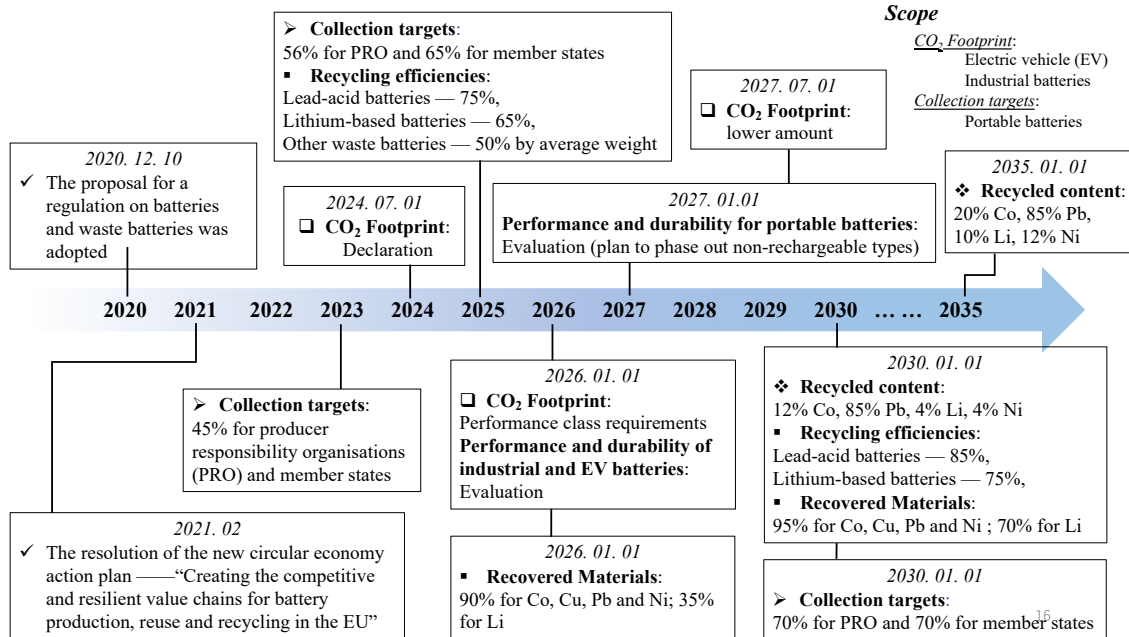 Scope
CO₂ Footprint:
Electric vehicle (EV)
Industrial batteries
Collection targets:
Portable batteries
➢ Collection targets:
56% for PRO and 65% for member states
▪ Recycling efficiencies:
Lead-acid batteries — 75%,
Lithium-based batteries — 65%,
Other waste batteries — 50% by average weight
2027. 07. 01
❑ CO₂ Footprint:
lower amount
2020. 12. 10
✓ The proposal for a
regulation on batteries
and waste batteries was
adopted
2024. 07. 01
❑ CO₂ Footprint:
Declaration
2027. 01.01
Performance and durability for portable batteries:
Evaluation (plan to phase out non-rechargeable types)
2035. 01. 01
❖ Recycled content:
20% Co, 85% Pb,
10% Li, 12% Ni
2020 2021 2022 2023 2024 2025 2026 2027 2028 2029 2030 … … 2035
➢ Collection targets:
45% for producer
responsibility organisations
(PRO) and member states
2021. 02
✓ The resolution of the new circular economy
action plan ——“Creating the competitive
and resilient value chains for battery
production, reuse and recycling in the EU”
2026. 01. 01
❑ CO₂ Footprint:
Performance class requirements
Performance and durability of
industrial and EV batteries:
Evaluation
2026. 01. 01
▪ Recovered Materials:
90% for Co, Cu, Pb and Ni; 35%
for Li
2030. 01. 01
❖ Recycled content:
12% Co, 85% Pb, 4% Li, 4% Ni
▪ Recycling efficiencies:
Lead-acid batteries — 85%,
Lithium-based batteries — 75%,
▪ Recovered Materials:
95% for Co, Cu, Pb and Ni ; 70% for Li
2030. 01. 01
➢ Collection targets:
70% for PRO and 70% for member states
16